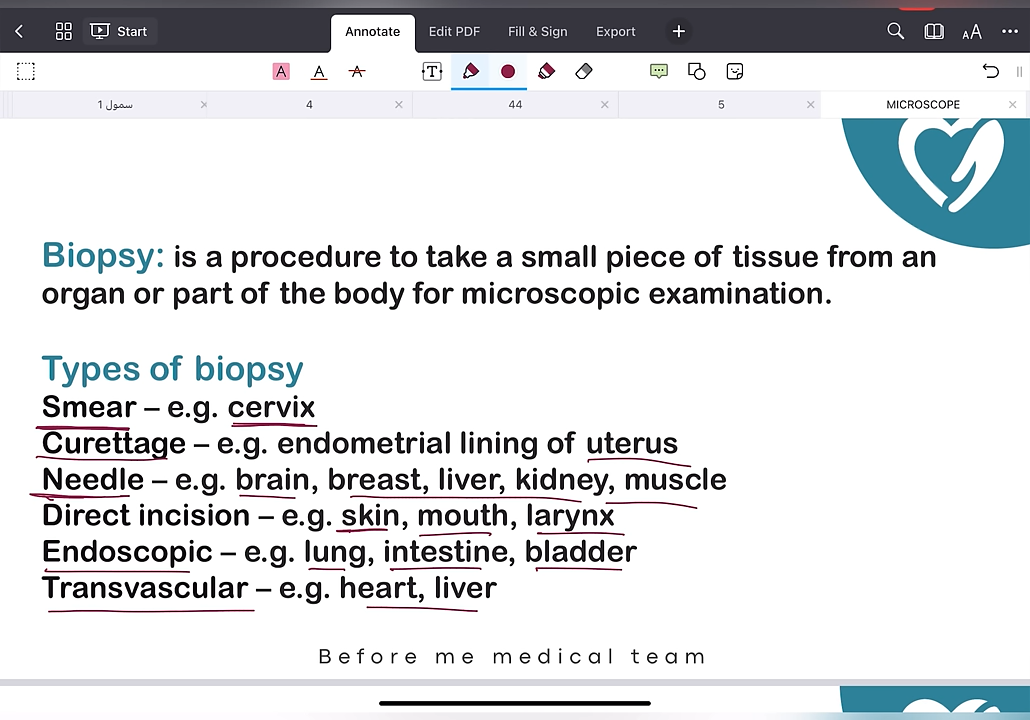 Start
Annotate
Edit PDF
Fill & Sign
Export
+
AA
A A A T
سمول 1
4
44
5
MICROSCOPE
Biopsy: is a procedure to take a small piece of tissue from an
organ or part of the body for microscopic examination.
Types of biopsy
Smear – e.g. cervix
Curettage – e.g. endometrial lining of uterus
Needle – e.g. brain, breast, liver, kidney, muscle
Direct incision – e.g. skin, mouth, larynx
Endoscopic – e.g. lung, intestine, bladder
Transvascular – e.g. heart, liver
Before me medical team